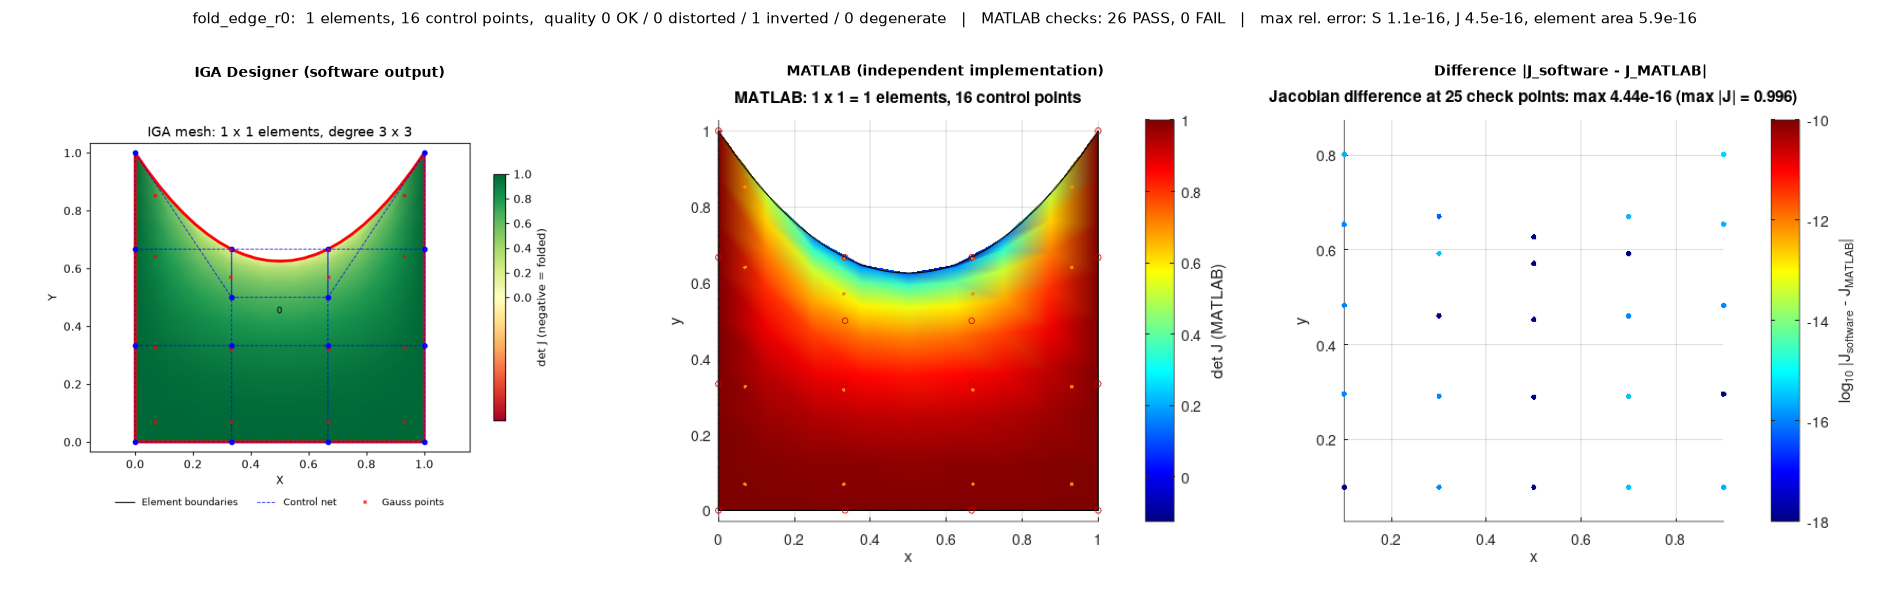 fold_edge_r0:  1 elements, 16 control points,  quality 0 OK / 0 distorted / 1 inverted / 0 degenerate   |   MATLAB checks: 26 PASS, 0 FAIL   |   max rel. error: S 1.1e-16, J 4.5e-16, element area 5.9e-16
IGA Designer (software output)
IGA mesh: 1 x 1 elements, degree 3 x 3
1.0
0.8
0.6
0.4
0.2
0.0
Y
0
0.0 0.2 0.4 0.6 0.8 1.0
X
1.0
0.8
0.6
0.4
0.2
0.0
det J (negative = folded)
Element boundaries
Control net
Gauss points
MATLAB (independent implementation)
MATLAB: 1 x 1 = 1 elements, 16 control points
1
0.8
0.6
0.4
0.2
0
y
0 0.2 0.4 0.6 0.8 1
x
1
0.8
0.6
0.4
0.2
0
det J (MATLAB)
Difference |J_software - J_MATLAB|
Jacobian difference at 25 check points: max 4.44e-16 (max |J| = 0.996)
0.8
0.6
0.4
0.2
y
0.2 0.4 0.6 0.8
x
-10
-12
-14
-16
-18
log10 |Jsoftware - JMATLAB|